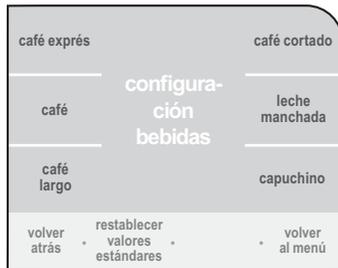 café exprés
café cortado
configura-
ción
bebidas
café
leche
manchada
café
largo
capuchino
volver
atrás
restablecer
valores
estándares
volver
al menú